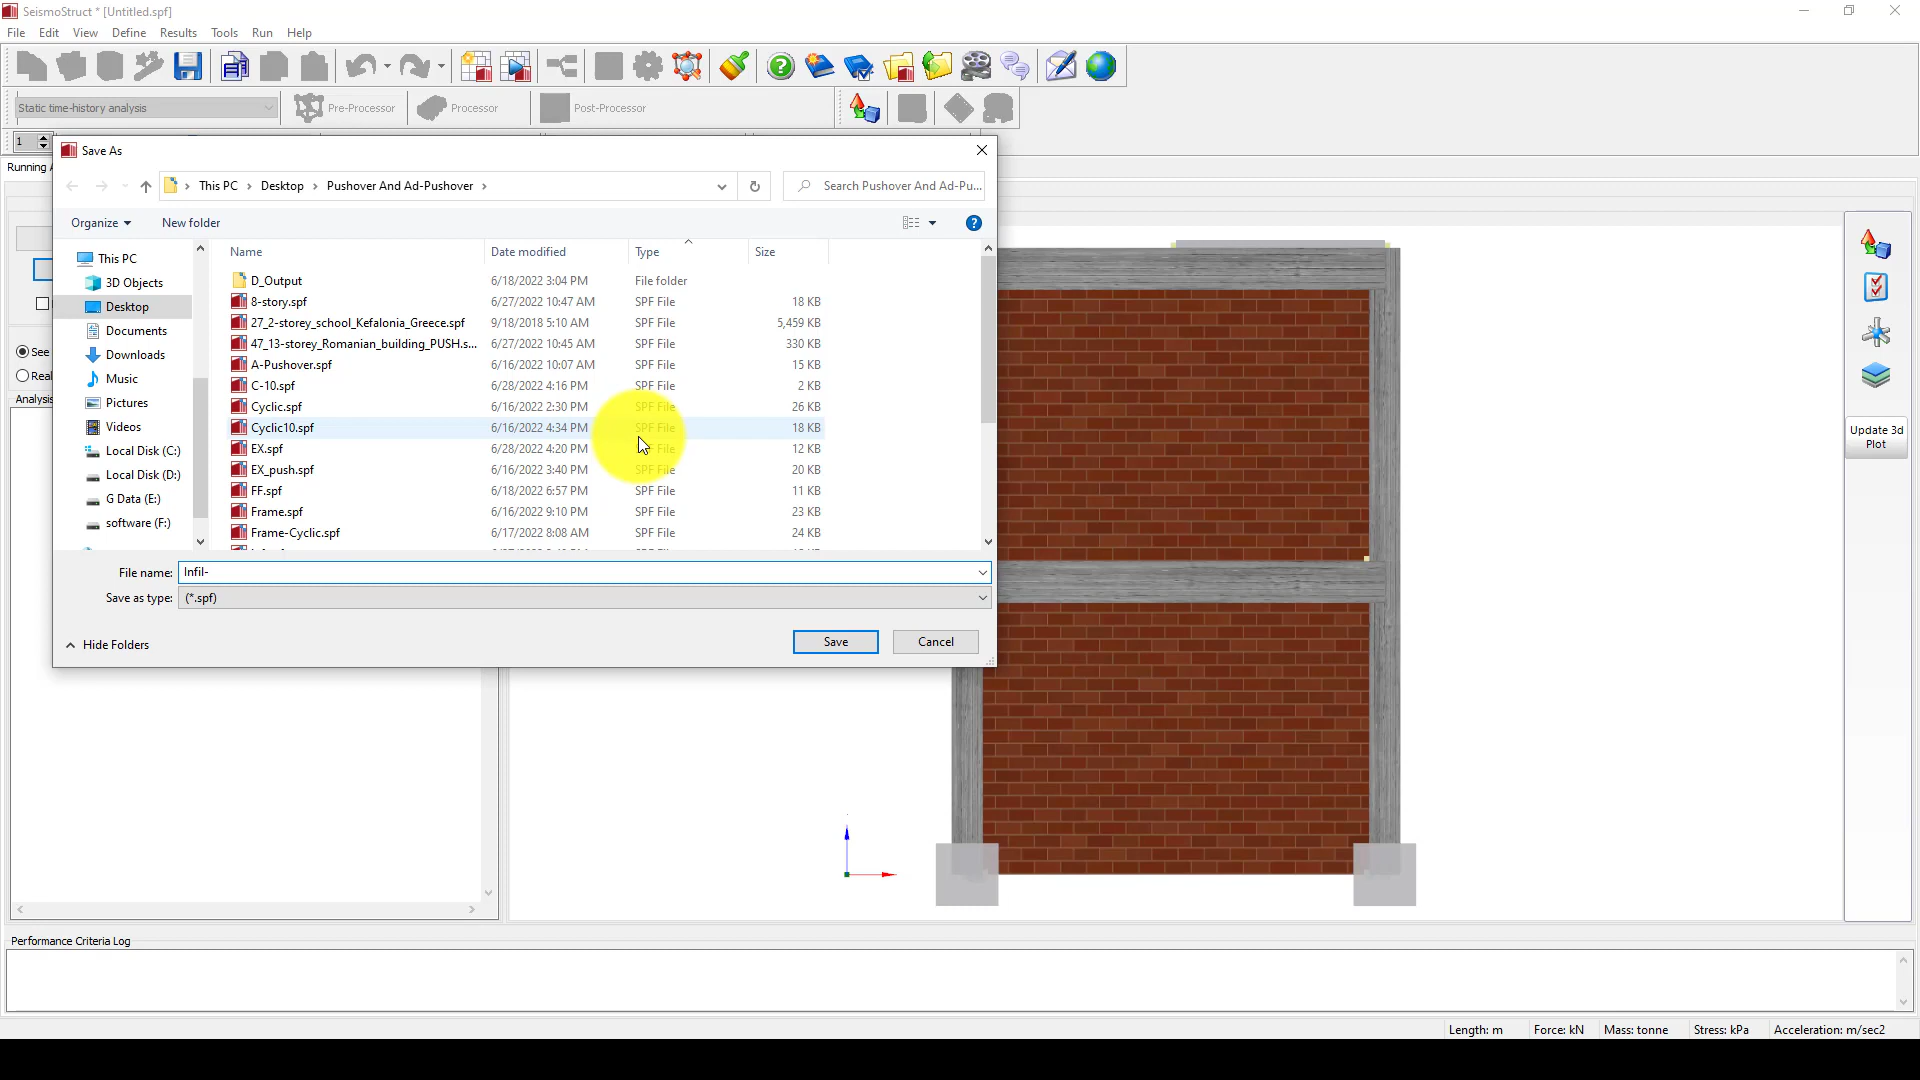 SeismoStruct * [Untitled.spf]
File Edit View Define Results Run Tools Help
Static time-history analysis
Pre-Processor
Processor
Post-Processor
1
Save As
This PC > Desktop > Pushover And Ad-Pushover >
Search Pushover And Ad-Pu...
Organize
New folder
Name Date modified Type Size
D_Output 6/18/2022 3:04 PM File folder
8-story.spf 6/27/2022 10:47 AM SPF File 18 KB
27_2-storey_school_Kefalonia_Greece.spf 9/18/2018 5:10 AM SPF File 5,459 KB
47_13-storey_Romanian_building_PUSH.s... 6/27/2022 10:45 AM SPF File 330 KB
A-Pushover.spf 6/16/2022 10:07 AM SPF File 15 KB
C-10.spf 6/28/2022 4:16 PM SPF File 2 KB
Cyclic.spf 6/16/2022 2:30 PM SPF File 26 KB
Cyclic10.spf 6/16/2022 4:34 PM SPF File 18 KB
EX.spf 6/28/2022 4:20 PM SPF File 12 KB
EX_push.spf 6/16/2022 3:40 PM SPF File 20 KB
FF.spf 6/18/2022 6:57 PM SPF File 11 KB
Frame.spf 6/16/2022 9:10 PM SPF File 23 KB
Frame-Cyclic.spf 6/17/2022 8:08 AM SPF File 24 KB
This PC
3D Objects
Desktop
Documents
Downloads
Music
Pictures
Videos
Local Disk (C:)
Local Disk (D:)
G Data (E:)
software (F:)
File name: Infil-
Save as type: (*.spf)
Hide Folders
Save
Cancel
Running
See
Real
Analysis
Update 3d
Plot
Performance Criteria Log
Length: m Force: kN Mass: tonne Stress: kPa Acceleration: m/sec2